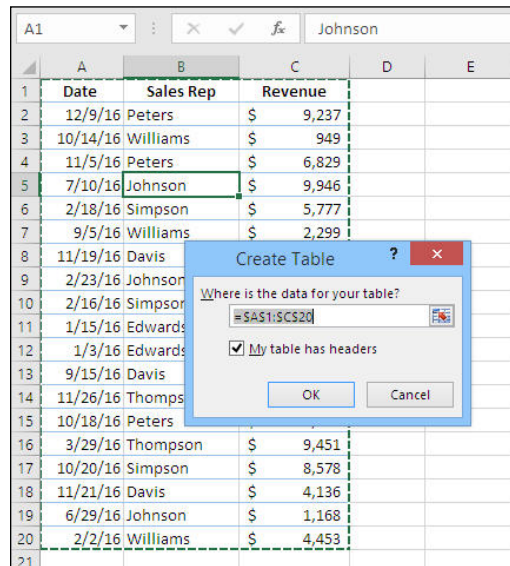 A1 fx Johnson
A B C D E
1 Date Sales Rep Revenue
2 12/9/16 Peters $ 9,237
3 10/14/16 Williams $ 949
4 11/5/16 Peters $ 6,829
5 7/10/16 Johnson $ 9,946
6 2/18/16 Simpson $ 5,777
7 9/5/16 Williams $ 2,299
8 11/19/16 Davis
9 2/23/16 Johnson
10 2/16/16 Simpson
11 1/15/16 Edwards
12 1/3/16 Edwards
13 9/15/16 Davis
14 11/26/16 Thomps
15 10/18/16 Peters
16 3/29/16 Thompson $ 9,451
17 10/20/16 Simpson $ 8,578
18 11/21/16 Davis $ 4,136
19 6/29/16 Johnson $ 1,168
20 2/2/16 Williams $ 4,453
21
Create Table ?
Where is the data for your table?
=$A$1:$C$20
My table has headers
OK Cancel